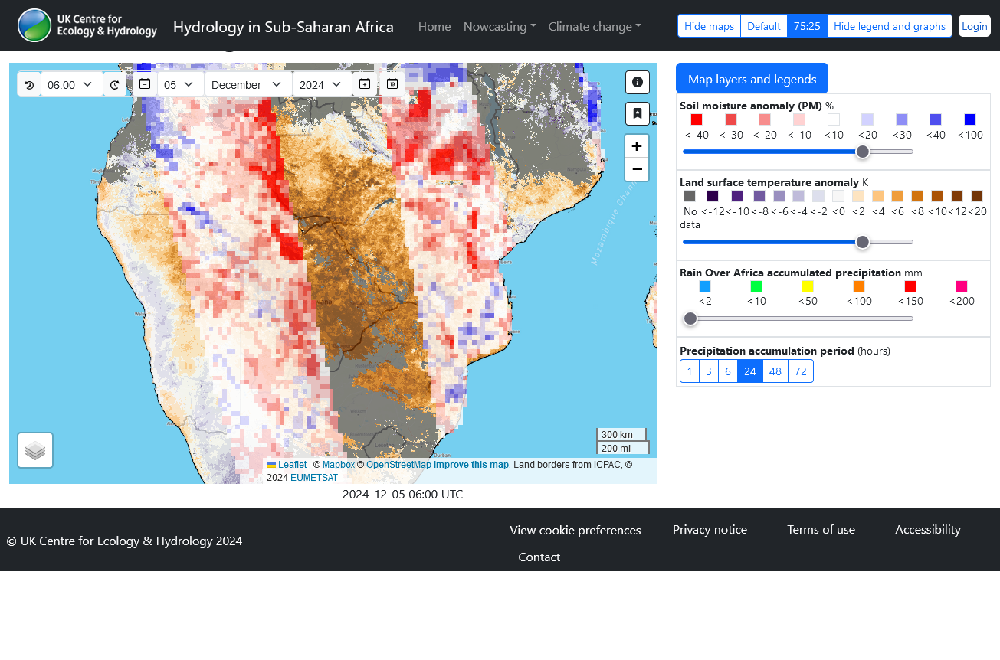 UK Centre for
Ecology & Hydrology
Hydrology in Sub-Saharan Africa
Home
Nowcasting
Climate change
Hide maps
Default
75:25
Hide legend and graphs
Login
06:00
05
December
2024
19
+
−
Mozambique Chann
Beira
Durban
Lesotho
300 km
200 mi
Leaflet | © Mapbox © OpenStreetMap Improve this map, Land borders from ICPAC, ©
2024 EUMETSAT
2024-12-05 06:00 UTC
Map layers and legends
Soil moisture anomaly (PM) %
<-40 <-30 <-20 <-10 <10 <20 <30 <40 <100
Land surface temperature anomaly K
No data <-12 <-10 <-8 <-6 <-4 <-2 <0 <2 <4 <6 <8 <10 <12 <20
Rain Over Africa accumulated precipitation mm
<2 <10 <50 <100 <150 <200
Precipitation accumulation period (hours)
1 3 6 24 48 72
© UK Centre for Ecology & Hydrology 2024
View cookie preferences
Privacy notice
Terms of use
Accessibility
Contact